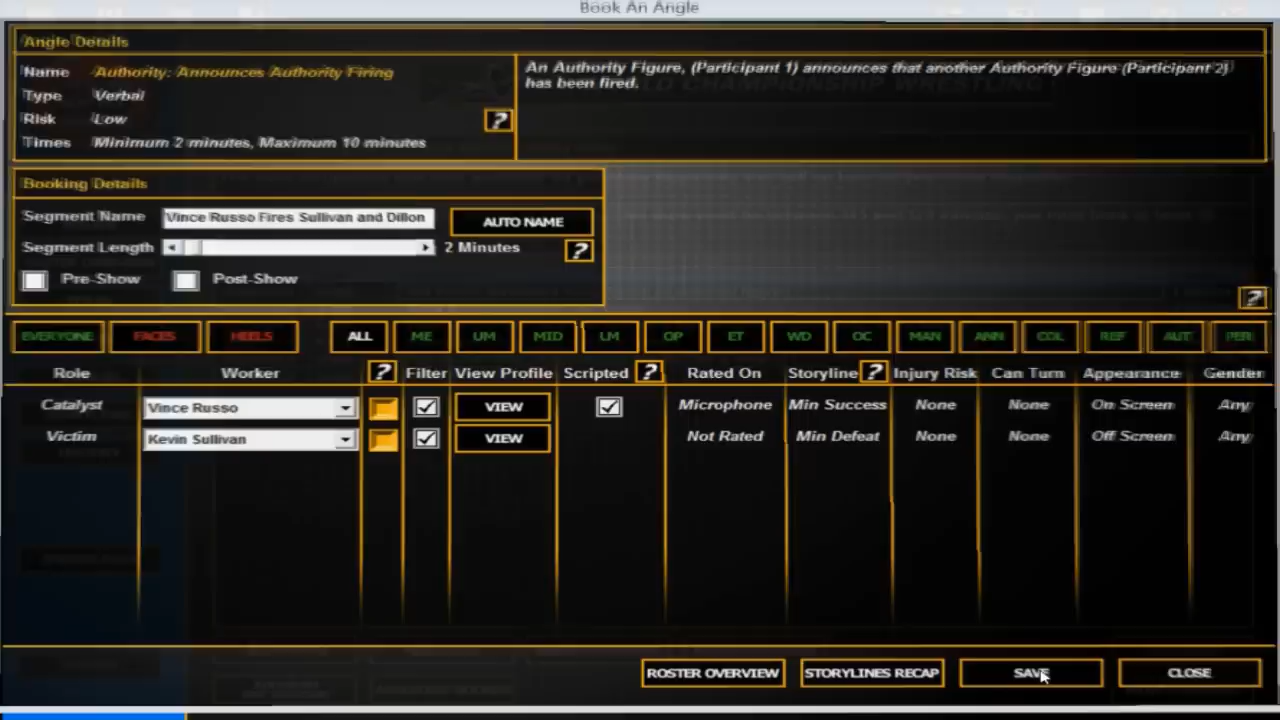 Book An Angle
Angle Details
Name Authority: Announces Authority Firing
Type Verbal
Risk Low
Times Minimum 2 minutes, Maximum 10 minutes
?
An Authority Figure, (Participant 1) announces that another Authority Figure (Participant 2) has been fired.
Booking Details
Segment Name Vince Russo Fires Sullivan and Dillon AUTO NAME
Segment Length 2 Minutes ?
Pre-Show Post-Show
?
EVERYONE FACES HEELS ALL ME UM MID LM OP ET WD OC MAN ANN COL REF AUT PER
Role Worker ? Filter View Profile Scripted ? Rated On Storyline ? Injury Risk Can Turn Appearance Gender
Catalyst Vince Russo VIEW Microphone Min Success None None On Screen Any
Victim Kevin Sullivan VIEW Not Rated Min Defeat None None Off Screen Any
ROSTER OVERVIEW STORYLINES RECAP SAVE CLOSE